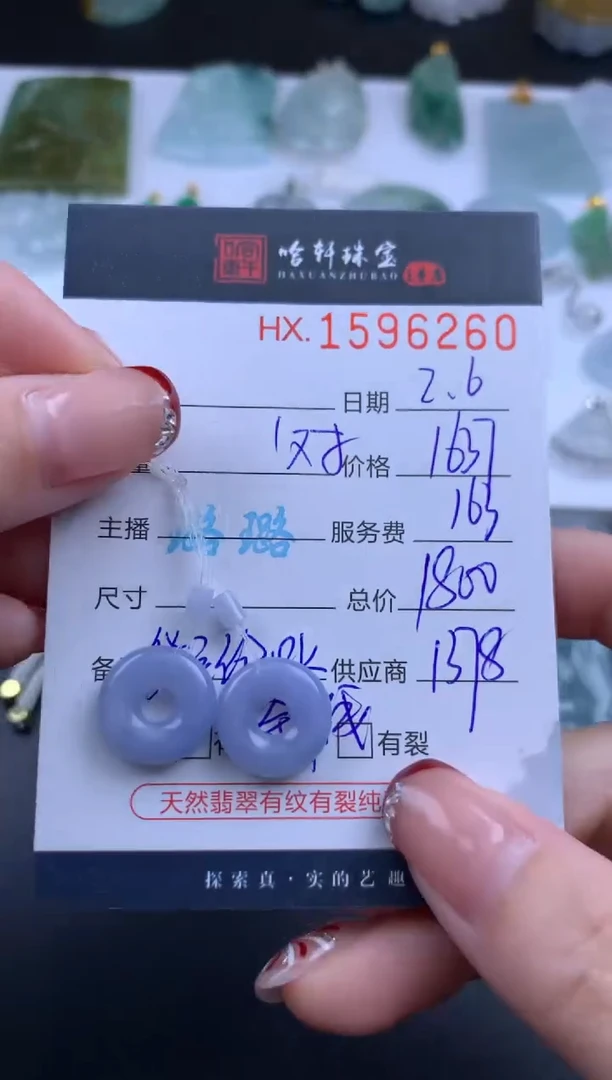 哈轩珠宝
HAXUANZHUBAO
HX.1596260
日期 2.6
1对 价格 1637
主播 璐璐 服务费 163
尺寸 总价 1800
备 供应商 1378
有裂
天然翡翠有纹有裂纯
探索真·实的艺趣